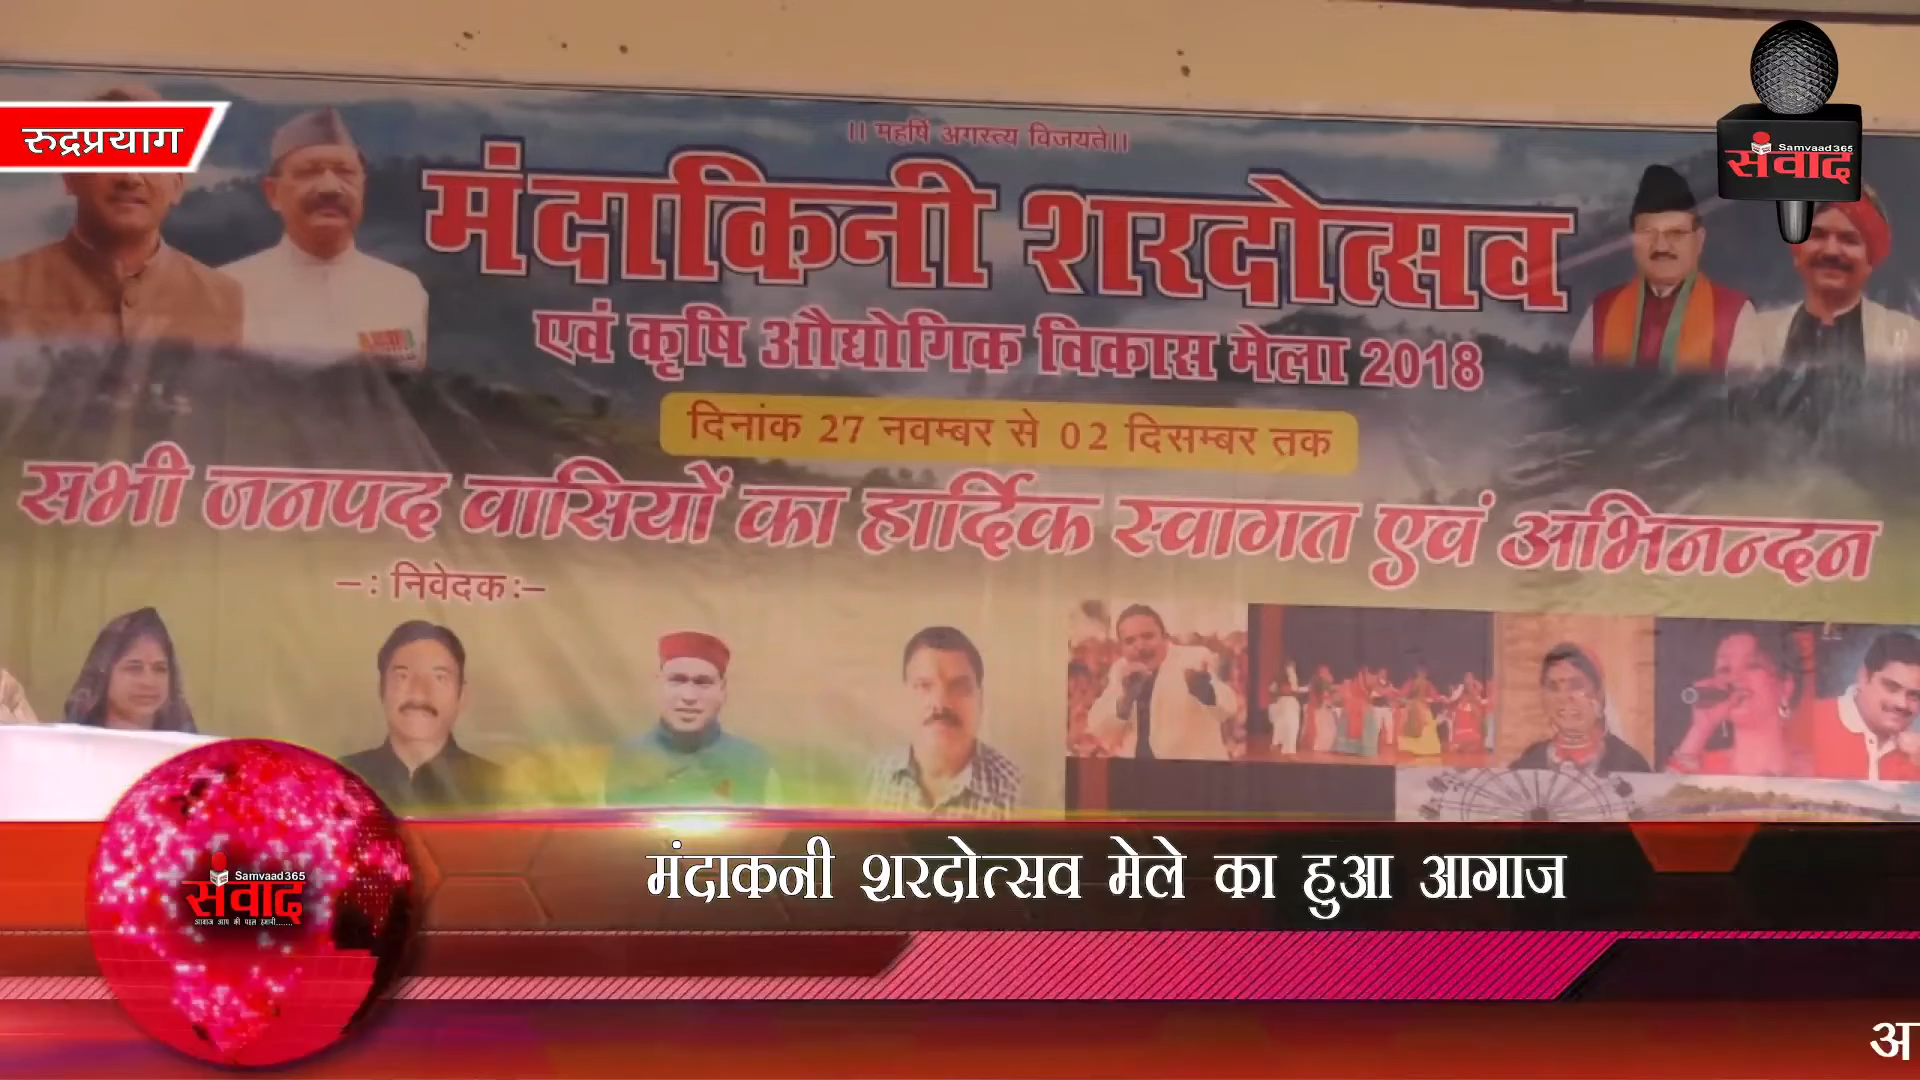 रुद्रप्रयाग
।। महर्षि अगस्त्य विजयते।।
Samvaad365
संवाद
मंदाकिनी शरदोत्सव
एवं कृषि औद्योगिक विकास मेला 2018
दिनांक 27 नवम्बर से 02 दिसम्बर तक
सभी जनपद वासियों का हार्दिक स्वागत एवं अभिनन्दन
-: निवेदक:-
मंदाकनी शरदोत्सव मेले का हुआ आगाज
Samvaad365
संवाद
अ